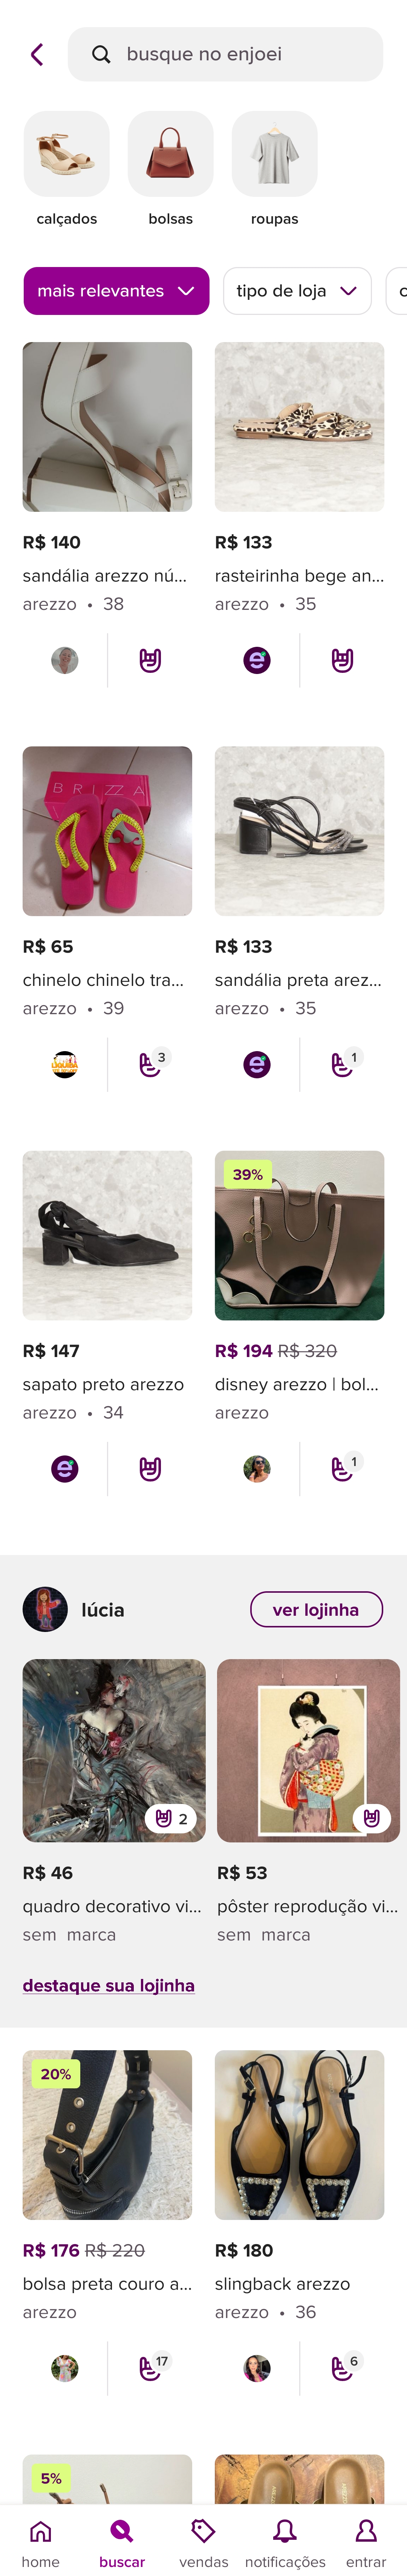 busque no enjoei
calçados
bolsas
roupas
mais relevantes
tipo de loja
R$ 140
sandália arezzo nú...
arezzo • 38
R$ 133
rasteirinha bege an...
arezzo • 35
BRIZZA
R$ 65
chinelo chinelo tra...
arezzo • 39
3
R$ 133
sandália preta arez...
arezzo • 35
1
R$ 147
sapato preto arezzo
arezzo • 34
39%
R$ 194 R$ 320
disney arezzo | bol...
arezzo
1
lúcia
ver lojinha
2
R$ 46
quadro decorativo vi...
sem marca
R$ 53
pôster reprodução vi...
sem marca
destaque sua lojinha
20%
R$ 176 R$ 220
bolsa preta couro a...
arezzo
17
R$ 180
slingback arezzo
arezzo • 36
6
5%
home
buscar
vendas
notificações
entrar